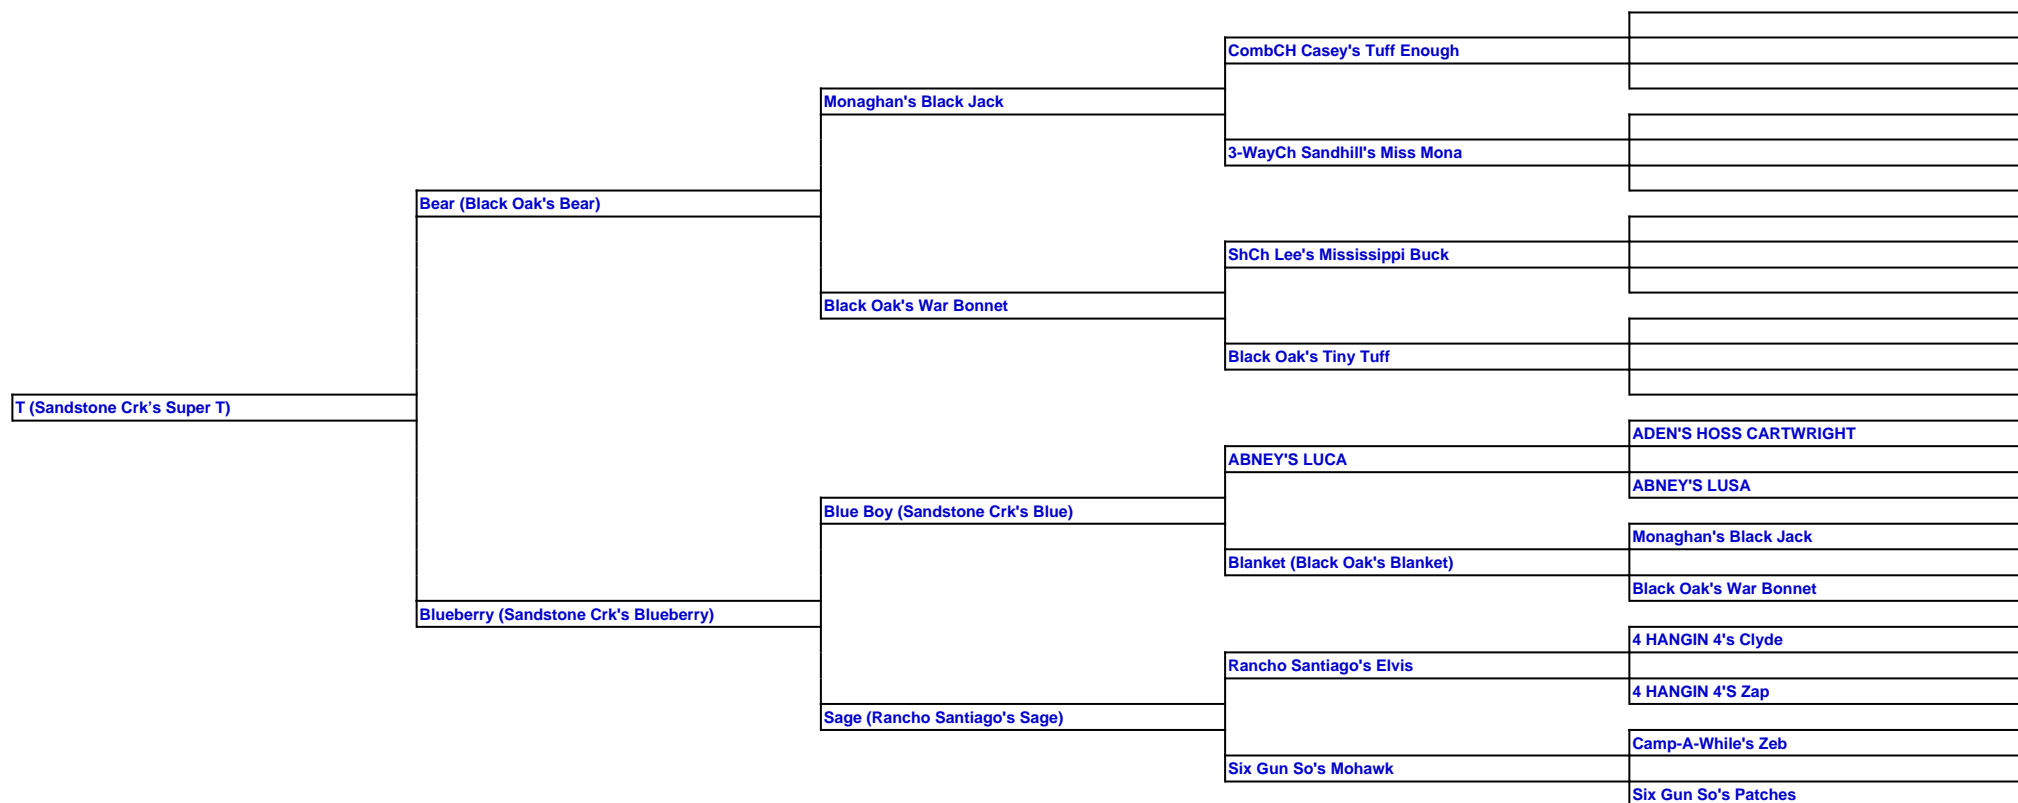 CombCH Casey's Tuff Enough
Monaghan's Black Jack
3-WayCh Sandhill's Miss Mona
Bear (Black Oak's Bear)
ShCh Lee's Mississippi Buck
Black Oak's War Bonnet
Black Oak's Tiny Tuff
T (Sandstone Crk’s Super T)
ADEN'S HOSS CARTWRIGHT
ABNEY'S LUCA
ABNEY'S LUSA
Blue Boy (Sandstone Crk's Blue)
Monaghan's Black Jack
Blanket (Black Oak's Blanket)
Black Oak's War Bonnet
Blueberry (Sandstone Crk's Blueberry)
4 HANGIN 4's Clyde
Rancho Santiago's Elvis
4 HANGIN 4'S Zap
Sage (Rancho Santiago's Sage)
Camp-A-While's Zeb
Six Gun So's Mohawk
Six Gun So's Patches